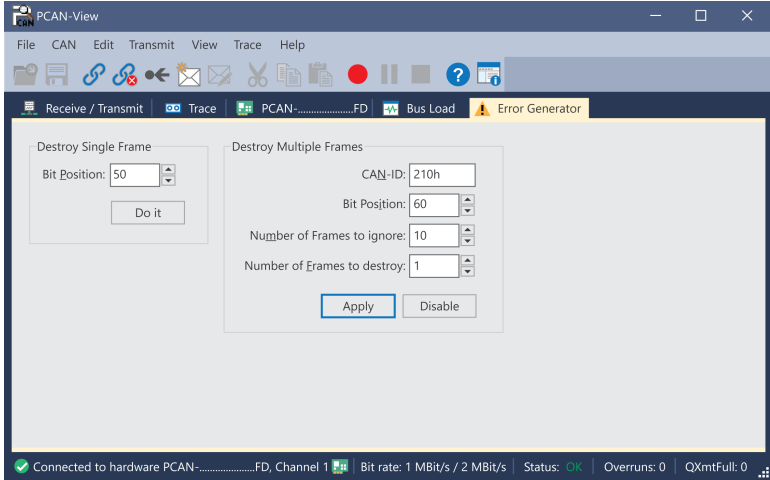 PCAN-View
File CAN Edit Transmit View Trace Help
Receive / Transmit Trace PCAN-.....................FD Bus Load Error Generator
Destroy Single Frame
Bit Position: 50
Do it
Destroy Multiple Frames
CAN-ID: 210h
Bit Position: 60
Number of Frames to ignore: 10
Number of Frames to destroy: 1
Apply Disable
Connected to hardware PCAN-.....................FD, Channel 1 Bit rate: 1 MBit/s / 2 MBit/s Status: OK Overruns: 0 QXmtFull: 0